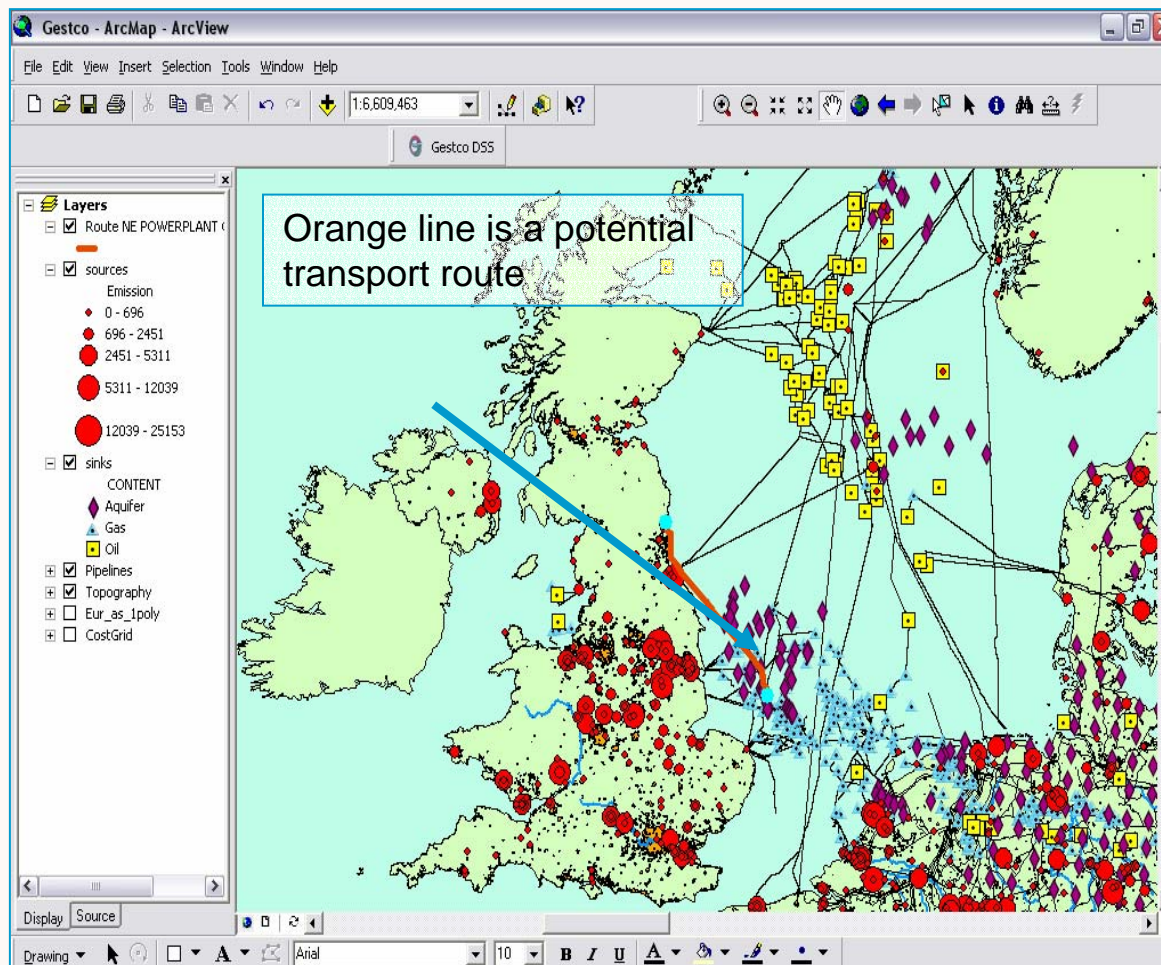 Gestco - ArcMap - ArcView
File Edit View Insert Selection Tools Window Help
1:6,609,463
Gestco DSS
Layers
Route NE POWERPLANT (
sources
Emission
0 - 696
696 - 2451
2451 - 5311
5311 - 12039
12039 - 25153
sinks
CONTENT
Aquifer
Gas
Oil
Pipelines
Topography
Eur_as_1poly
CostGrid
Orange line is a potential
transport route
Display Source
Drawing A Arial 10 B I U A